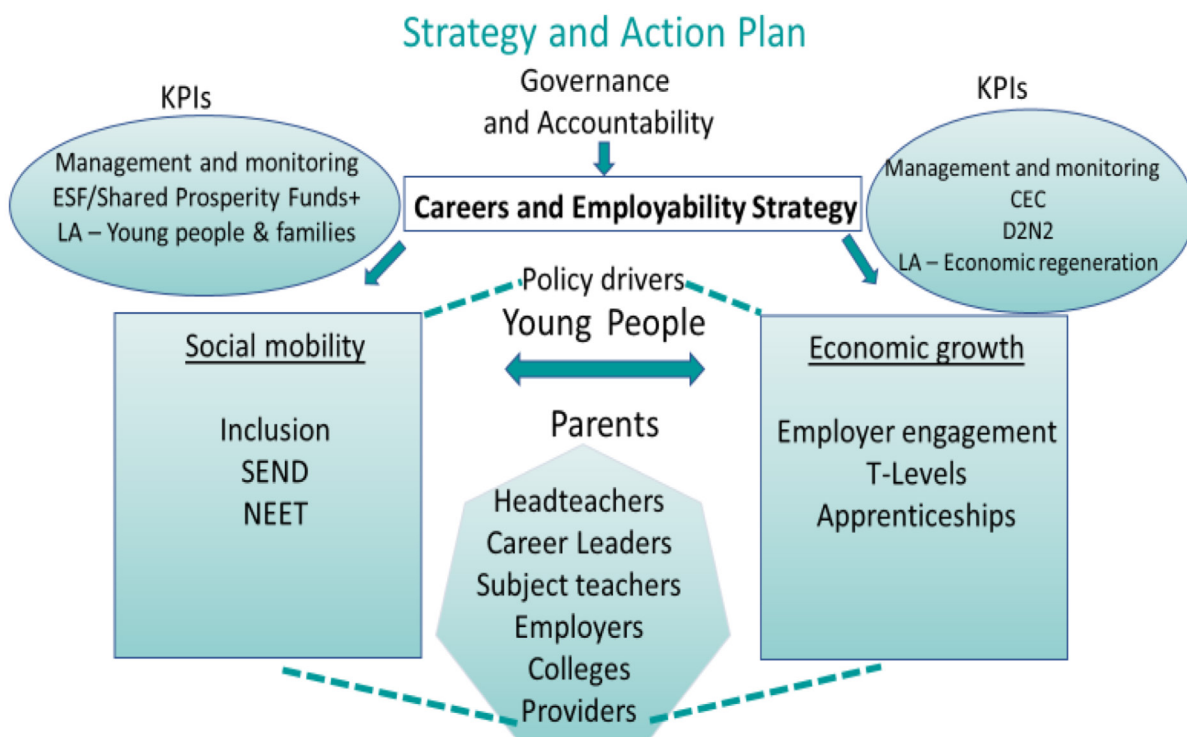 Strategy and Action Plan
KPIs
Management and monitoring
ESF/Shared Prosperity Funds+
LA – Young people & families
Governance
and Accountability
Careers and Employability Strategy
KPIs
Management and monitoring
CEC
D2N2
LA – Economic regeneration
Policy drivers
Young People
Parents
Social mobility
Inclusion
SEND
NEET
Headteachers
Career Leaders
Subject teachers
Employers
Colleges
Providers
Economic growth
Employer engagement
T-Levels
Apprenticeships